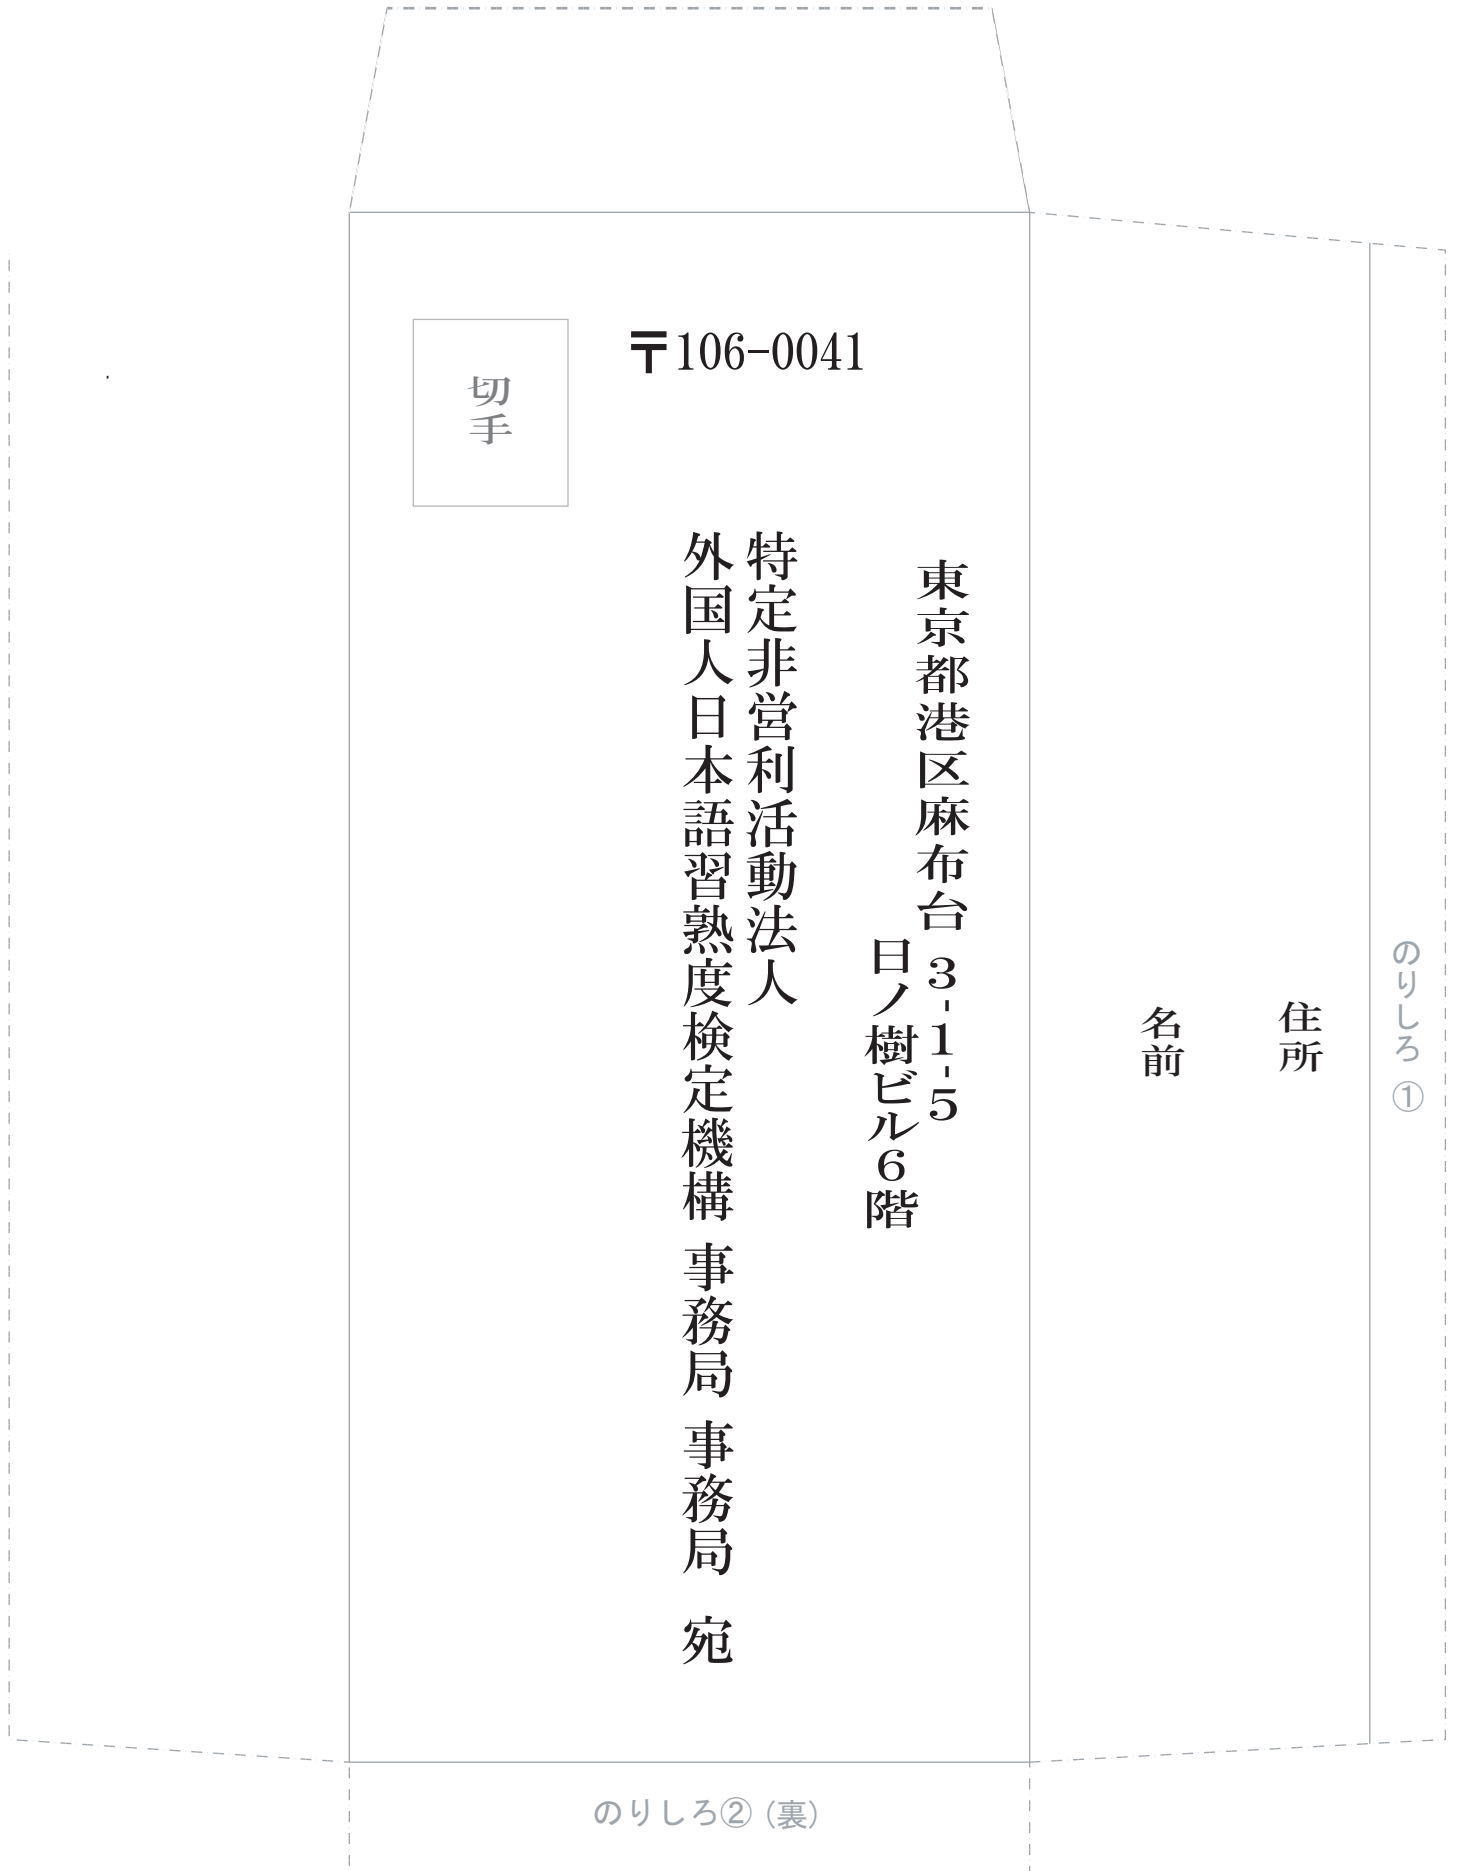 〒106-0041
切手
東京都港区麻布台 3-1-5
日ノ樹ビル6階
特定非営利活動法人
外国人日本語習熟度検定機構 事務局 事務局 宛
住所
名前
のりしろ ①
のりしろ②（裏）